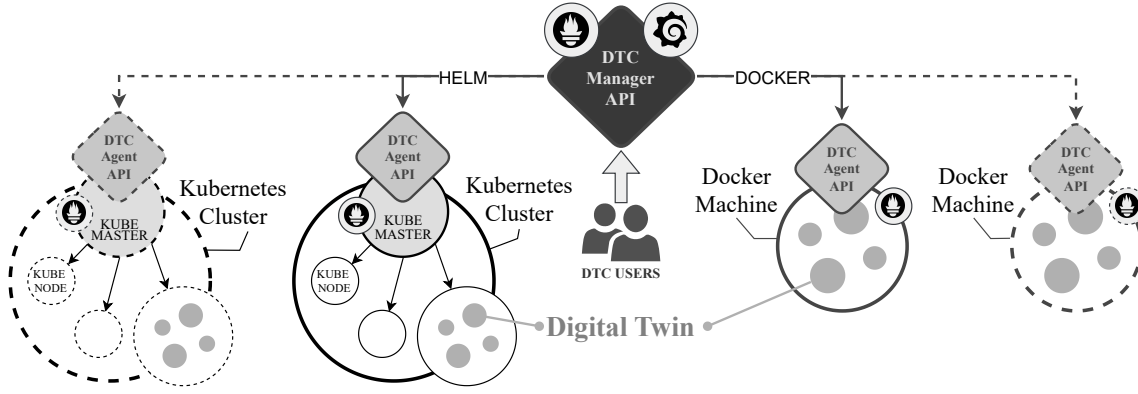 DTC
Manager
API
HELM
DOCKER
DTC
Agent
API
KUBE
MASTER
Kubernetes
Cluster
KUBE
NODE
DTC
Agent
API
KUBE
MASTER
Kubernetes
Cluster
KUBE
NODE
DTC USERS
Digital Twin
DTC
Agent
API
Docker
Machine
DTC
Agent
API
Docker
Machine